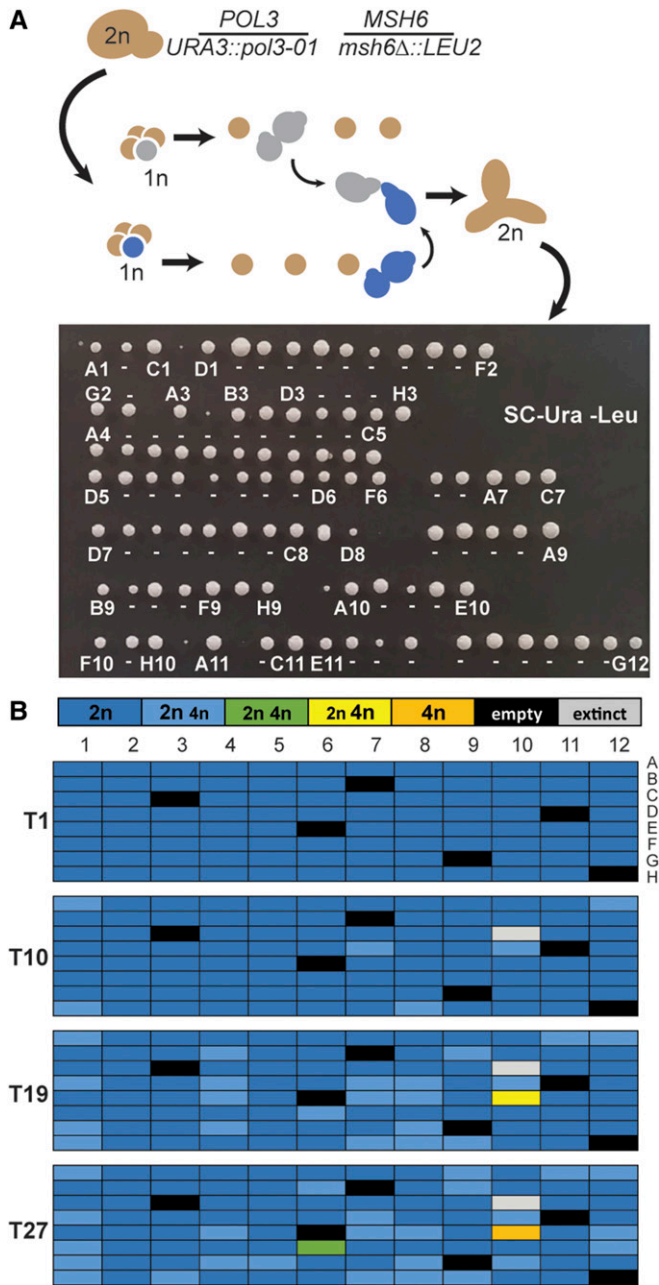 A
2n
POL3
URA3::pol3-01
MSH6
msh6Δ::LEU2
1n
1n
2n
A1 - C1 D1 - - - - - - - - - F2
G2 - A3 B3 - D3 - - - H3
SC-Ura -Leu
A4 - - - - - - - - C5
D5 - - - - - - - D6 - F6 - - A7 - C7
D7 - - - - - - C8 D8 - - - - A9
B9 - - - F9 - H9 - A10 - - - E10
F10 - H10 - A11 - C11 E11 - - - - - - - - - G12
B
2n 2n 4n 2n 4n 2n 4n 4n empty extinct
1 2 3 4 5 6 7 8 9 10 11 12
A
B
C
D
E
F
G
H
T1
T10
T19
T27